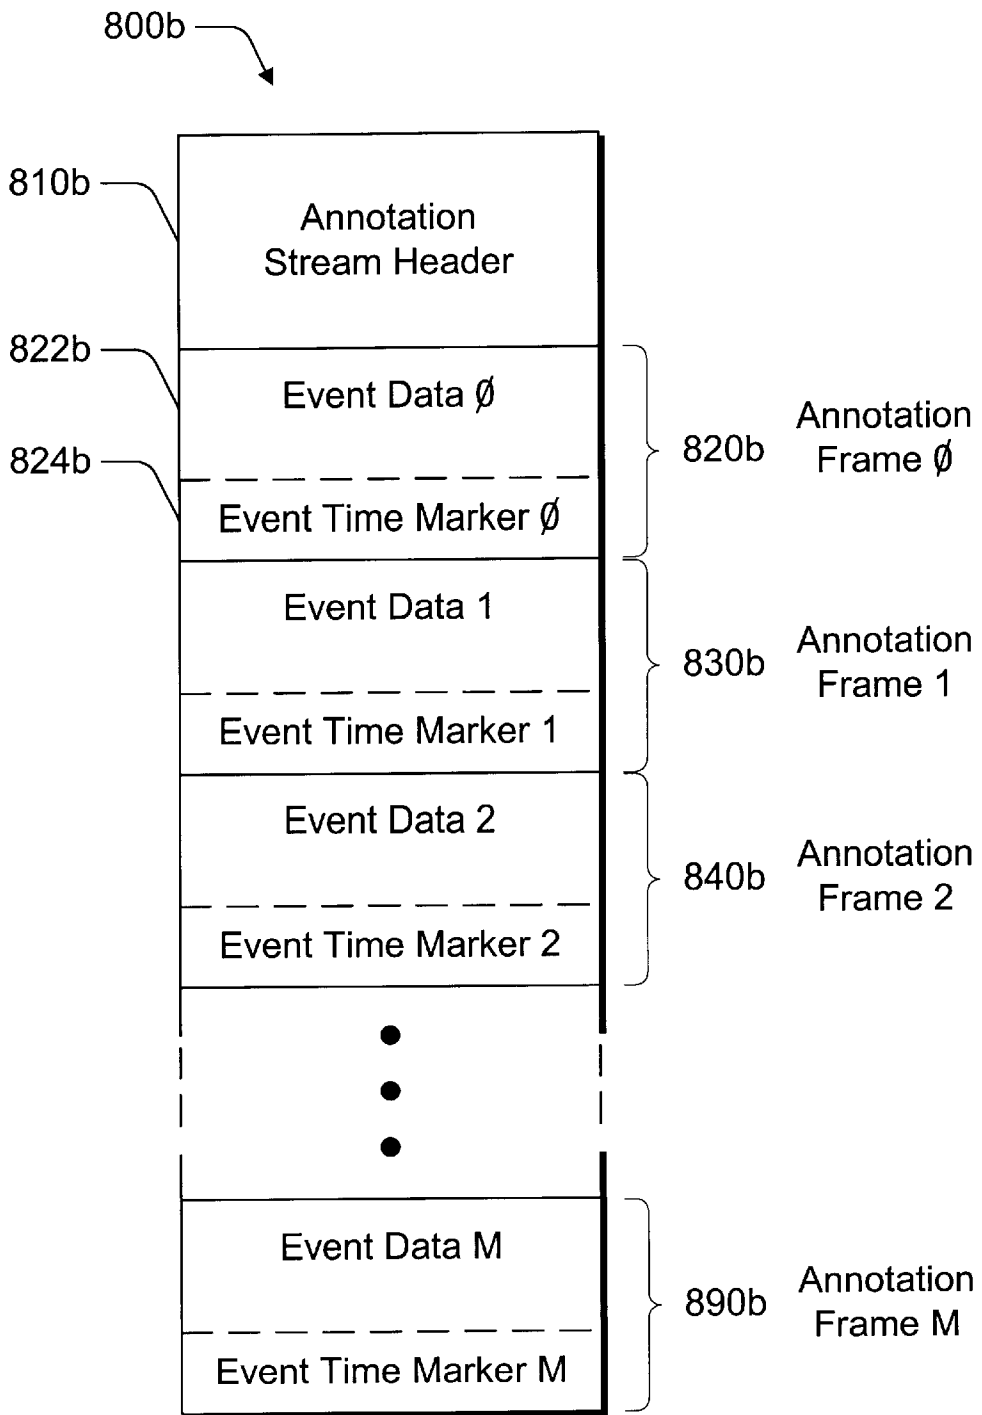 800b
810b
Annotation
Stream Header
822b
Event Data Ø
824b
Event Time Marker Ø
820b
Annotation
Frame Ø
Event Data 1
Event Time Marker 1
830b
Annotation
Frame 1
Event Data 2
Event Time Marker 2
840b
Annotation
Frame 2
Event Data M
Event Time Marker M
890b
Annotation
Frame M